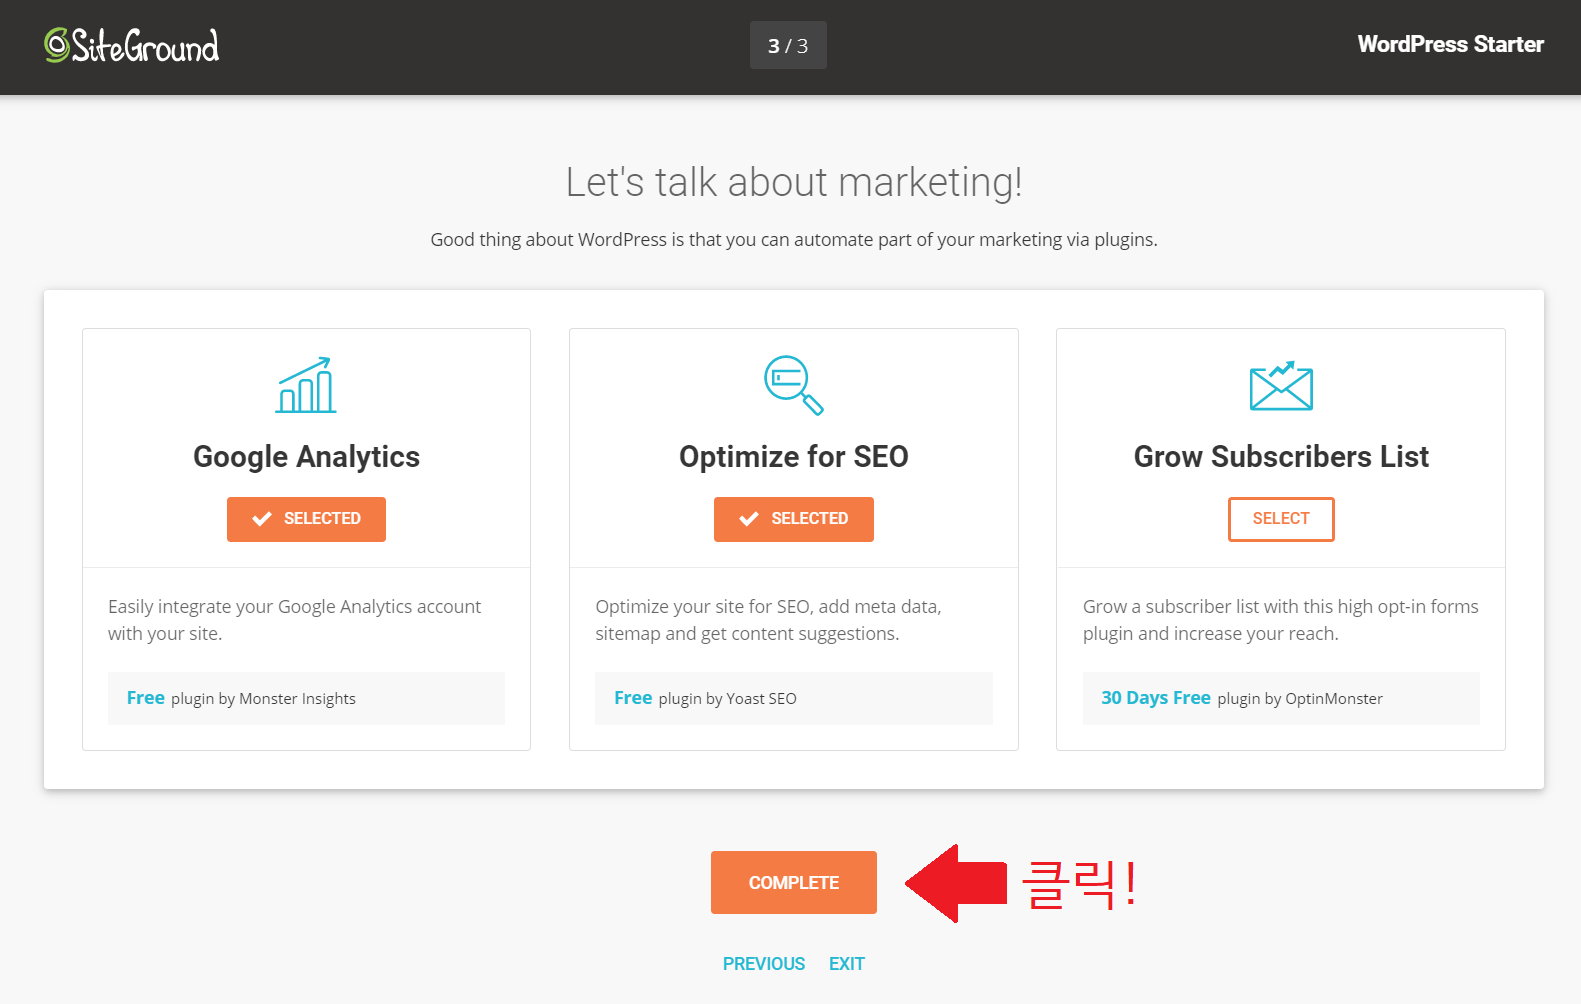 SiteGround
3 / 3
WordPress Starter
Let's talk about marketing!
Good thing about WordPress is that you can automate part of your marketing via plugins.
Google Analytics
SELECTED
Easily integrate your Google Analytics account
with your site.
Free plugin by Monster Insights
Optimize for SEO
SELECTED
Optimize your site for SEO, add meta data,
sitemap and get content suggestions.
Free plugin by Yoast SEO
Grow Subscribers List
SELECT
Grow a subscriber list with this high opt-in forms
plugin and increase your reach.
30 Days Free plugin by OptinMonster
COMPLETE
클릭!
PREVIOUS EXIT